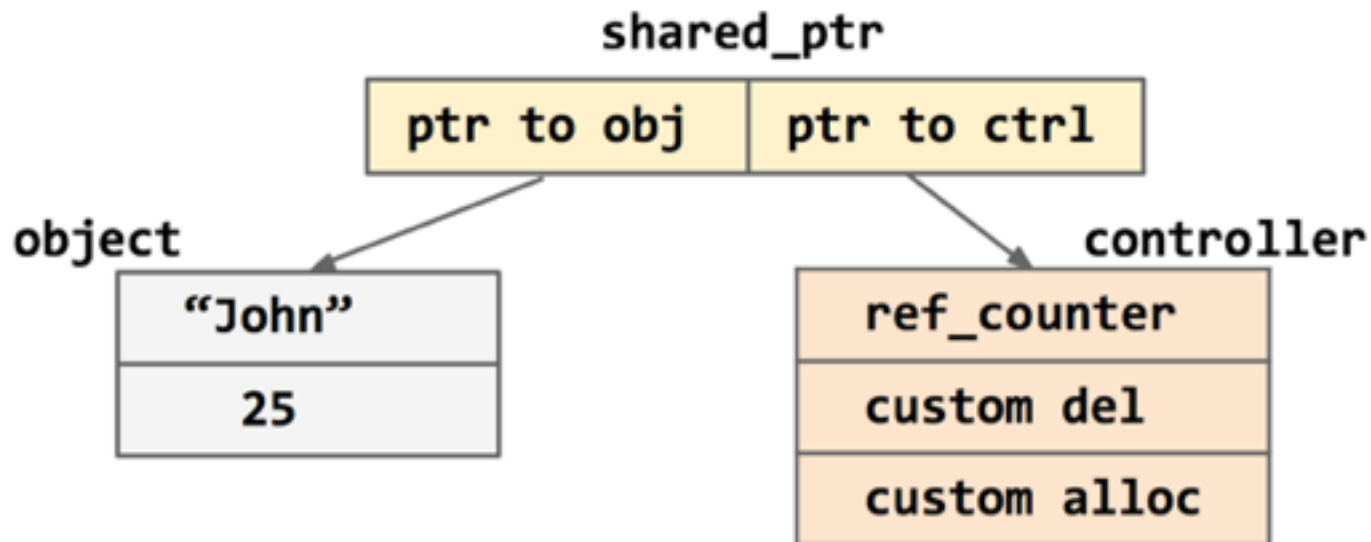 shared_ptr
ptr to obj
ptr to ctrl
object
controller
“John”
25
ref_counter
custom del
custom alloc